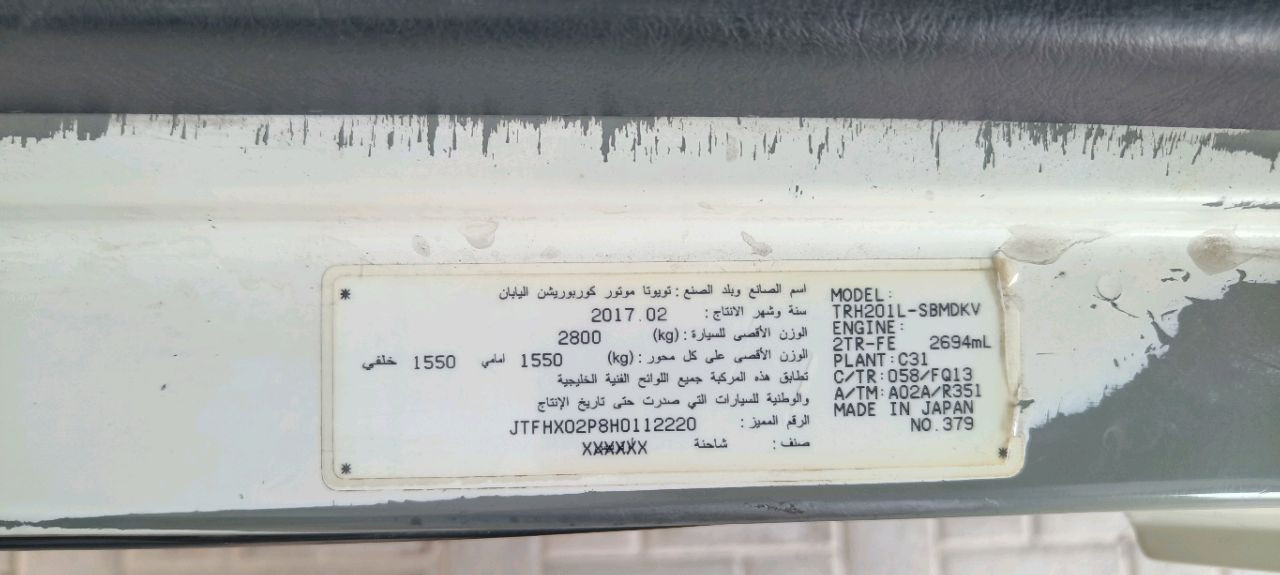 اسم الصانع وبلد الصنع : تويوتا موتور كوربوريشن اليابان
سنة وشهر الانتاج : 2017.02
الوزن الأقصى للسيارة : (kg) 2800
الوزن الأقصى على كل محور : (kg) 1550 امامي 1550 خلفي
تطابق هذه المركبة جميع اللوائح الفنية الخليجية
والوطنية للسيارات التي صدرت حتى تاريخ الإنتاج
الرقم المميز : JTFHX02P8H0112220
صنف : شاحنة XXXXXX
MODEL:
TRH201L-SBMDKV
ENGINE:
2TR-FE 2694mL
PLANT:C31
C/TR:058/FQ13
A/TM:A02A/R351
MADE IN JAPAN
NO.379